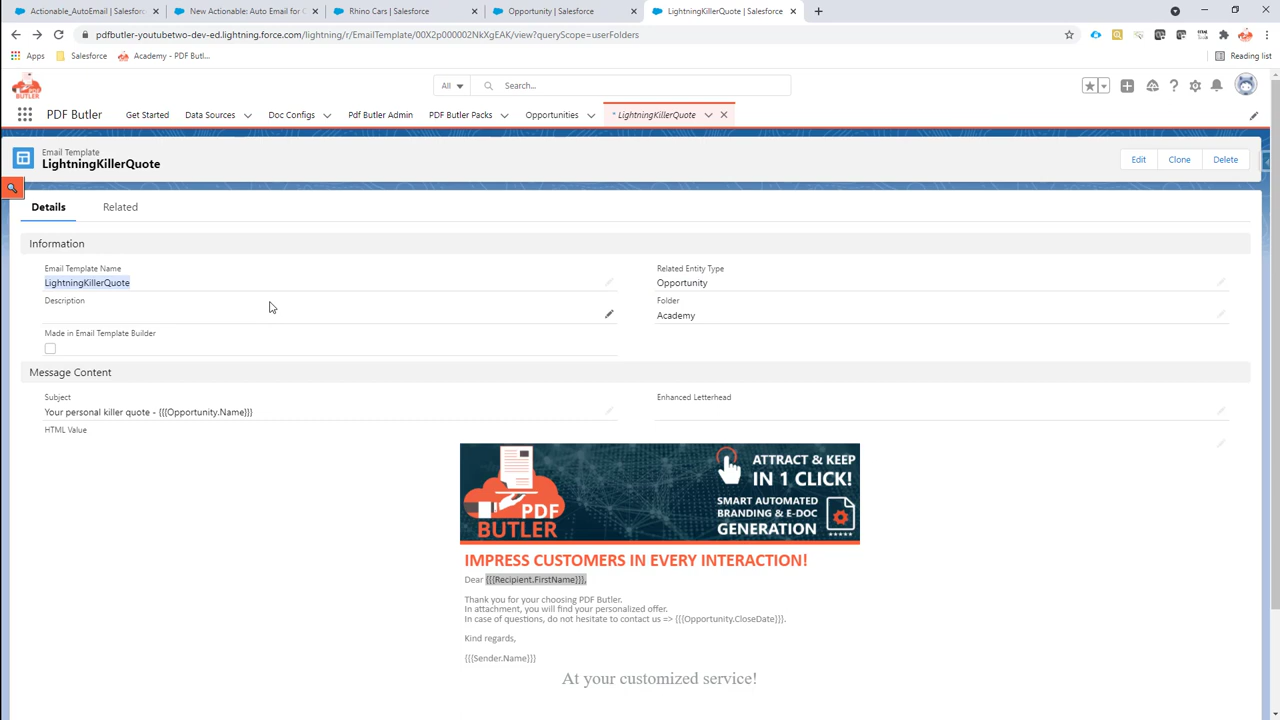 Actionable_AutoEmail | Salesforc
New Actionable: Auto Email for C
Rhino Cars | Salesforce
Opportunity | Salesforce
LightningKillerQuote | Salesforce
pdfbutler-youtubetwo-dev-ed.lightning.force.com/lightning/r/EmailTemplate/00X2p000002NkXgEAK/view?queryScope=userFolders
Apps
Salesforce
Academy - PDF Butl...
Reading list
PDF
BUTLER
All
Search...
PDF Butler
Get Started
Data Sources
Doc Configs
Pdf Butler Admin
PDF Butler Packs
Opportunities
* LightningKillerQuote
Email Template
LightningKillerQuote
Edit
Clone
Delete
Details
Related
Information
Email Template Name
LightningKillerQuote
Related Entity Type
Opportunity
Description
Folder
Academy
Made in Email Template Builder
Message Content
Subject
Your personal killer quote - {{{Opportunity.Name}}}
Enhanced Letterhead
HTML Value
PDF
BUTLER
ATTRACT & KEEP
IN 1 CLICK!
SMART AUTOMATED
BRANDING & E-DOC
GENERATION
IMPRESS CUSTOMERS IN EVERY INTERACTION!
Dear {{{Recipient.FirstName}}},
Thank you for your choosing PDF Butler.
In attachment, you will find your personalized offer.
In case of questions, do not hesitate to contact us => {{{Opportunity.CloseDate}}}.
Kind regards,
{{{Sender.Name}}}
At your customized service!